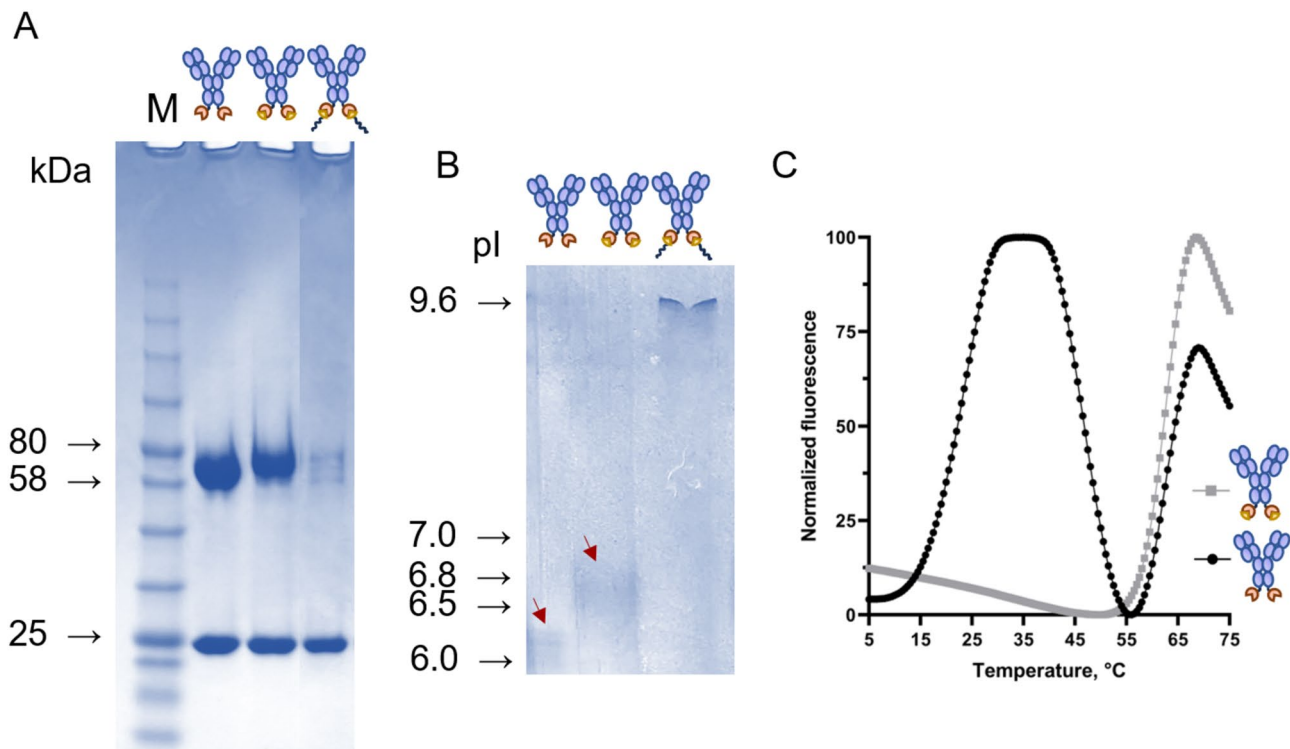 A
M
kDa
80 →
58 →
25 →
B
pI
9.6 →
7.0 →
6.8 →
6.5 →
6.0 →
C
Normalized fluorescence
100
75
50
25
0
5 15 25 35 45 55 65 75
Temperature, °C